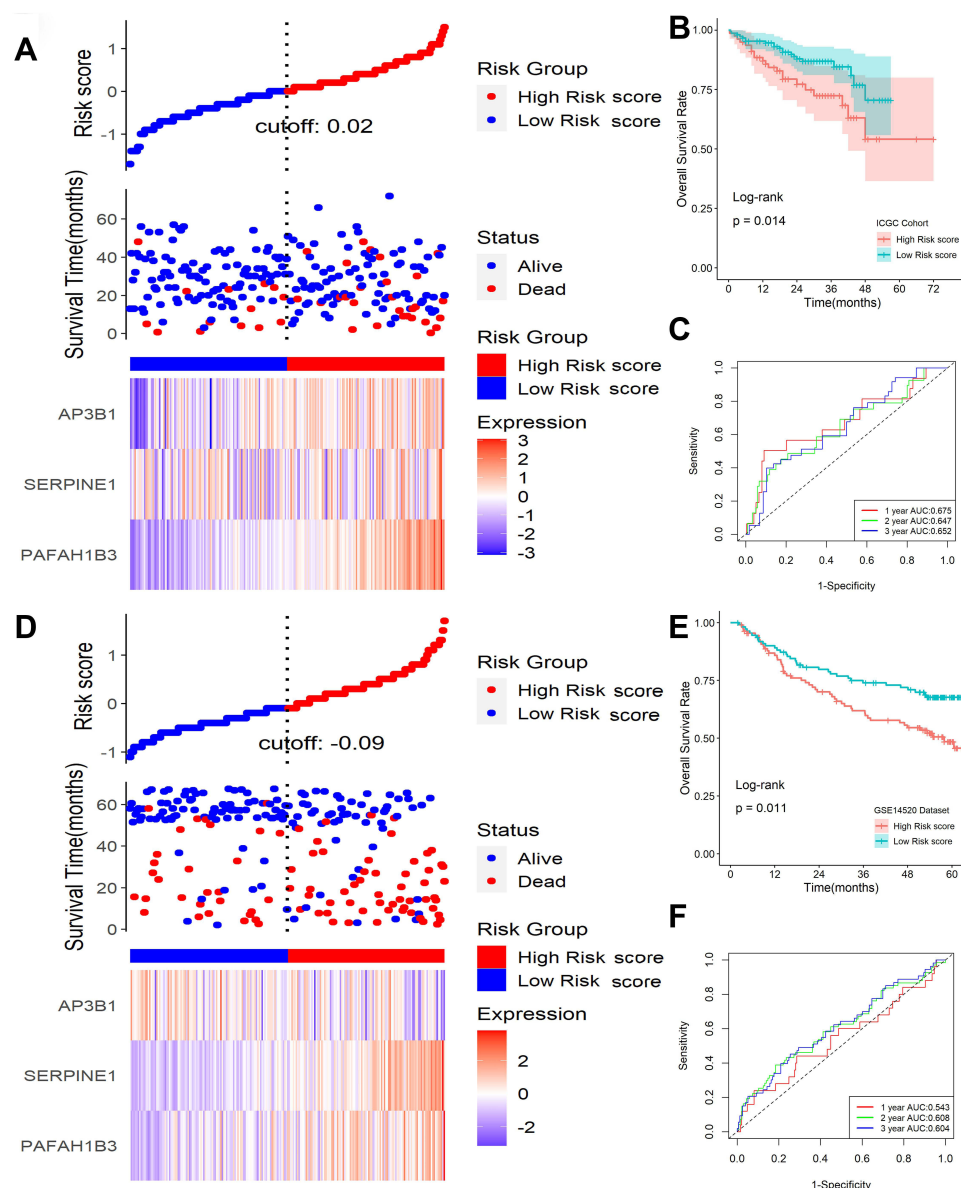 A
Risk score
1
0
-1
cutoff: 0.02
Risk Group
High Risk score
Low Risk score
Survival Time(months)
60
40
20
0
Status
Alive
Dead
Risk Group
High Risk score
Low Risk score
AP3B1
SERPINE1
PAFAH1B3
Expression
3
2
1
0
-1
-2
-3
B
Overall Survival Rate
1.00
0.75
0.50
0.25
0.00
Log-rank
p = 0.014
ICGC Cohort
High Risk score
Low Risk score
0 12 24 36 48 60 72
Time(months)
C
Sensitivity
1.0
0.8
0.6
0.4
0.2
0.0
1 year AUC:0.675
2 year AUC:0.647
3 year AUC:0.652
0.0 0.2 0.4 0.6 0.8 1.0
1-Specificity
D
Risk score
1
0
-1
cutoff: -0.09
Risk Group
High Risk score
Low Risk score
Survival Time(months)
60
40
20
0
Status
Alive
Dead
Risk Group
High Risk score
Low Risk score
AP3B1
SERPINE1
PAFAH1B3
Expression
2
0
-2
E
Overall Survival Rate
1.00
0.75
0.50
0.25
0.00
Log-rank
p = 0.011
GSE14520 Dataset
High Risk score
Low Risk score
0 12 24 36 48 60
Time(months)
F
Sensitivity
1.0
0.8
0.6
0.4
0.2
0.0
1 year AUC:0.543
2 year AUC:0.608
3 year AUC:0.604
0.0 0.2 0.4 0.6 0.8 1.0
1-Specificity